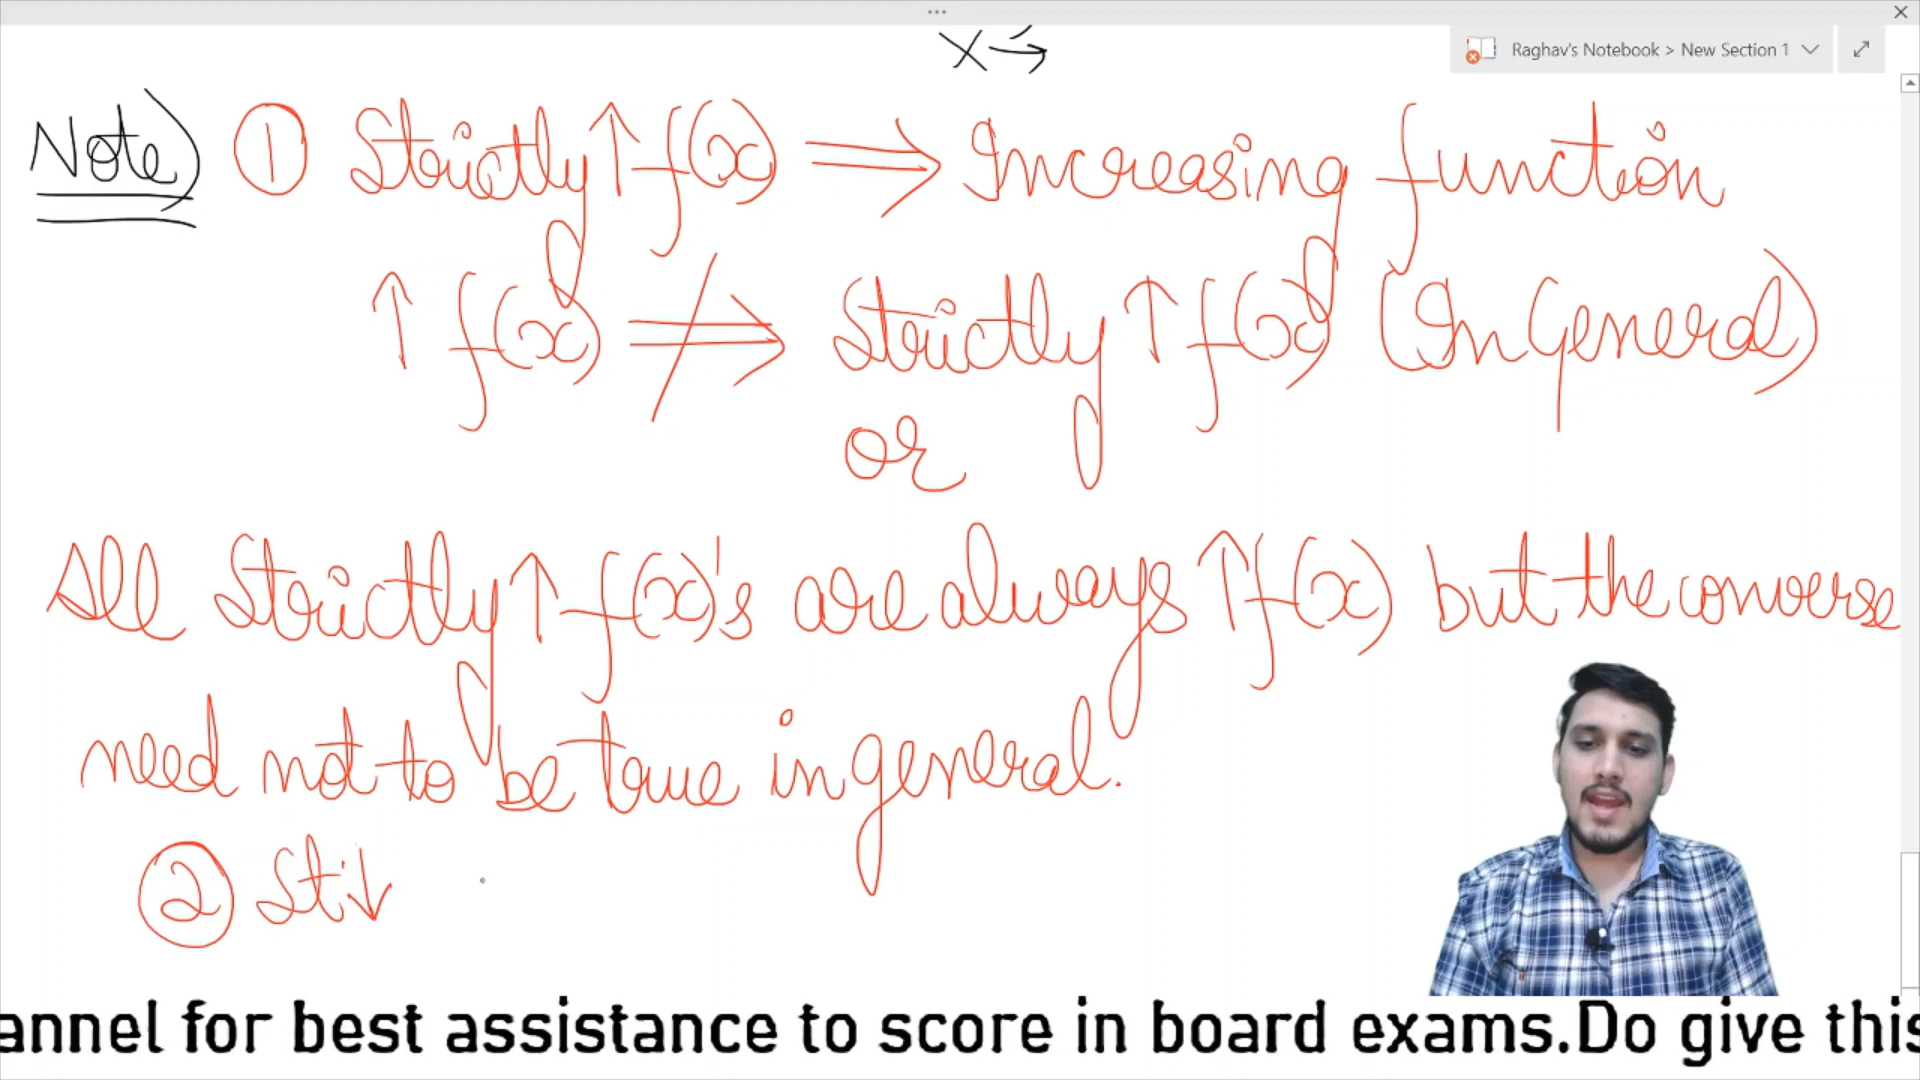 x→
Raghav's Notebook > New Section 1
Note) ① Strictly ↑ f(x) ⟹ Increasing function
↑ f(x) ⇏ Strictly ↑ f(x) (In General)
or
All Strictly ↑ f(x)'s are always ↑ f(x) but the converse
need not to be true in general.
② Sti↓
annel for best assistance to score in board exams.Do give this